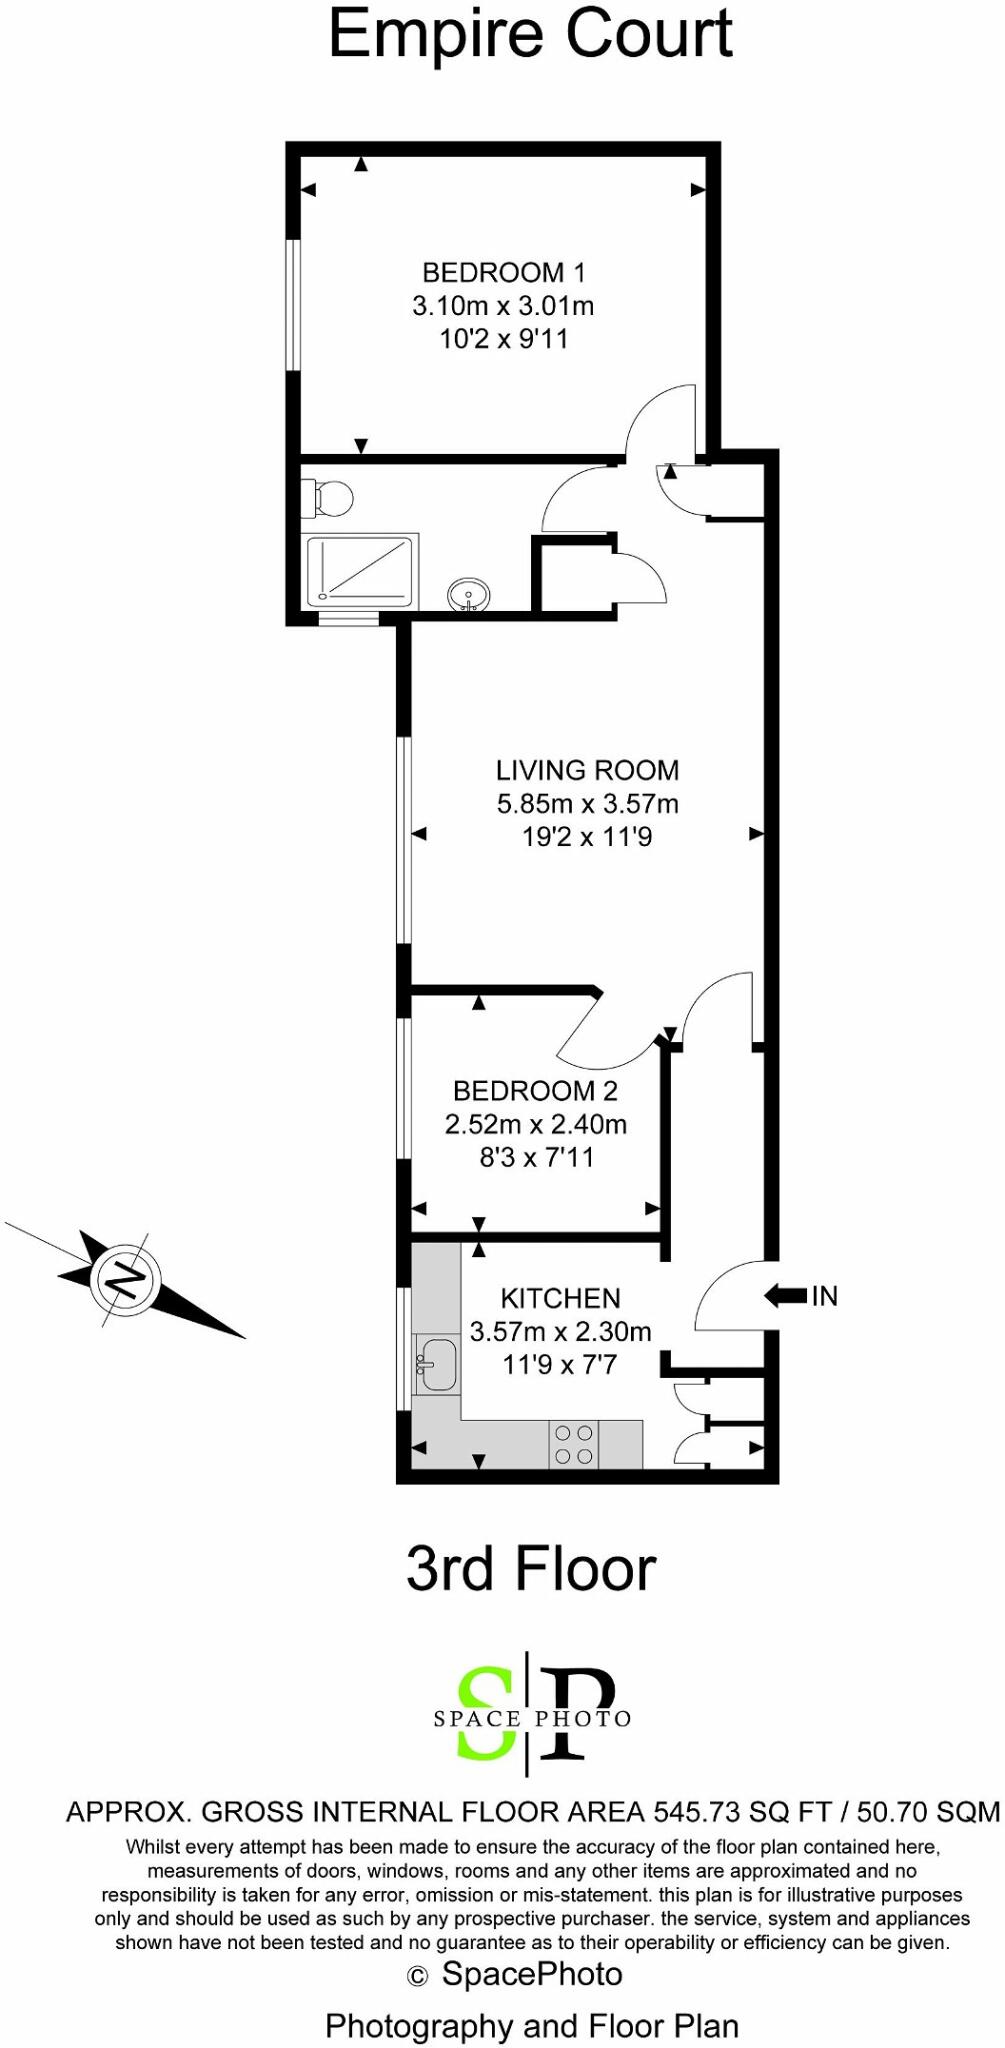 Empire Court
BEDROOM 1
3.10m x 3.01m
10'2 x 9'11
LIVING ROOM
5.85m x 3.57m
19'2 x 11'9
BEDROOM 2
2.52m x 2.40m
8'3 x 7'11
N
KITCHEN
3.57m x 2.30m
11'9 x 7'7
IN
3rd Floor
SP
SPACE PHOTO
APPROX. GROSS INTERNAL FLOOR AREA 545.73 SQ FT / 50.70 SQM
Whilst every attempt has been made to ensure the accuracy of the floor plan contained here,
measurements of doors, windows, rooms and any other items are approximated and no
responsibility is taken for any error, omission or mis-statement. this plan is for illustrative purposes
only and should be used as such by any prospective purchaser. the service, system and appliances
shown have not been tested and no guarantee as to their operability or efficiency can be given.
© SpacePhoto
Photography and Floor Plan